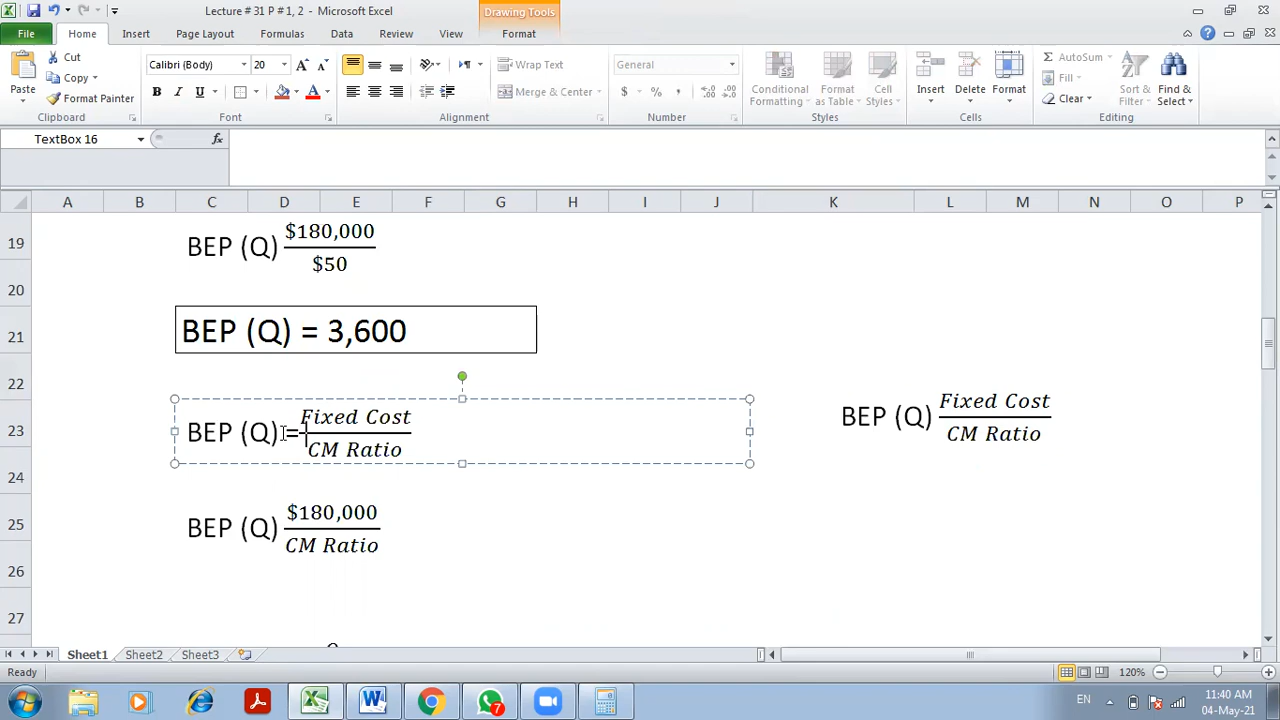 Lecture # 31 P # 1, 2 - Microsoft Excel
Drawing Tools
File Home Insert Page Layout Formulas Data Review View Format
Paste
Cut
Copy
Format Painter
Clipboard
Calibri (Body) 20
B I U
Font
Wrap Text
Merge & Center
Alignment
General
$ % ,
Number
Conditional Formatting
Format as Table
Cell Styles
Styles
Insert
Delete
Format
Cells
AutoSum
Fill
Clear
Sort & Filter
Find & Select
Editing
TextBox 16
fx
A B C D E F G H I J K L M N O P
19
BEP (Q) $180,000
$50
20
21
BEP (Q) = 3,600
22
23
BEP (Q) = Fixed Cost
CM Ratio
BEP (Q) Fixed Cost
CM Ratio
24
25
BEP (Q) $180,000
CM Ratio
26
27
Sheet1 Sheet2 Sheet3
Ready
120%
7
EN
11:40 AM
04-May-21